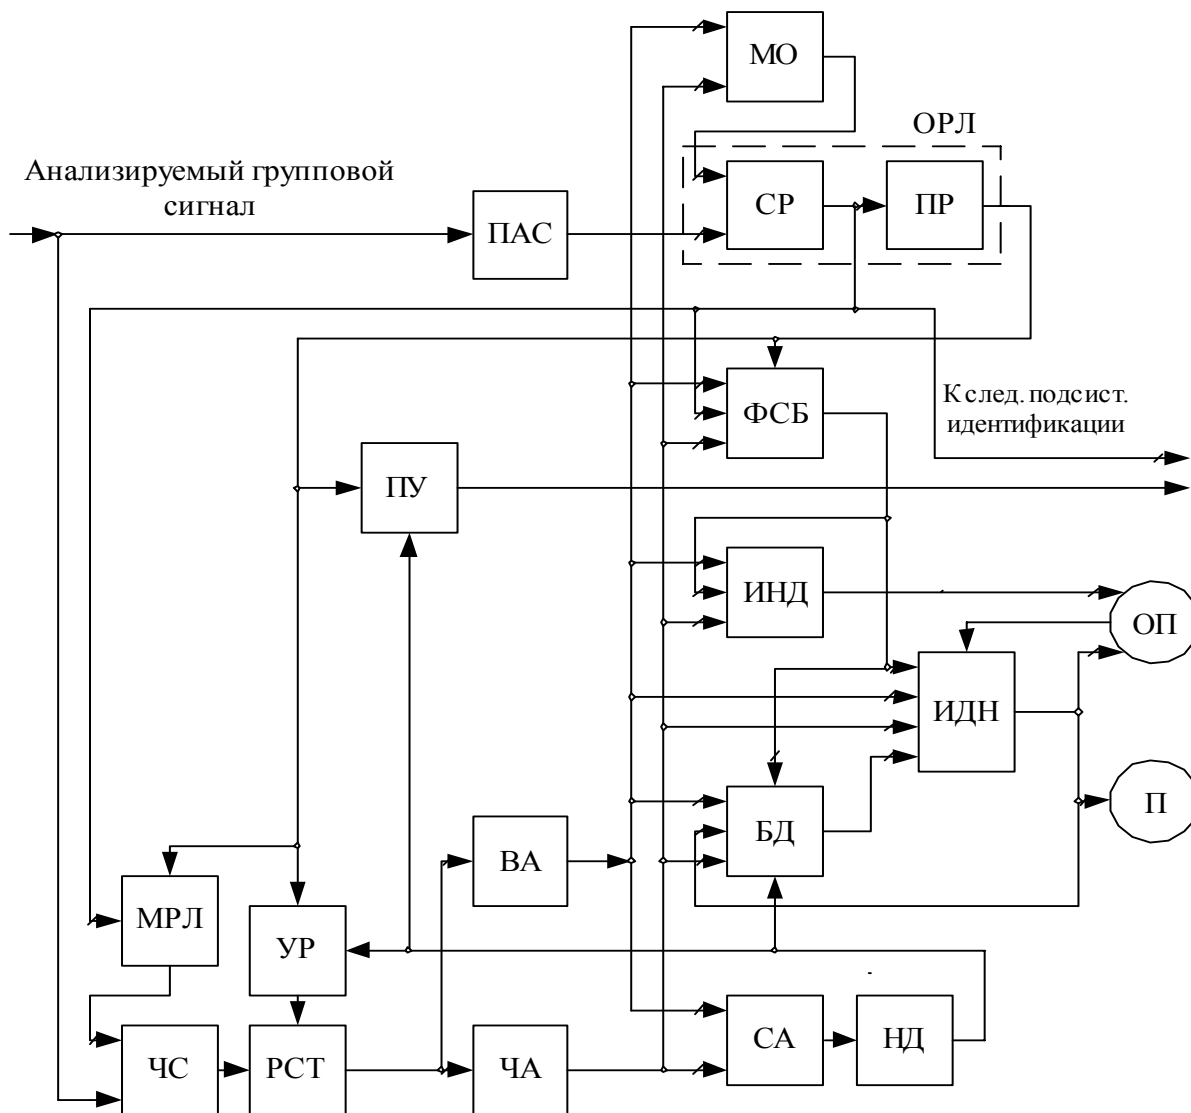 МО
ОРЛ
Анализируемый групповой
сигнал
ПАС
СР
ПР
ФСБ
К след. подсист.
идентификации
ПУ
ИНД
ОП
ИДН
БД
П
ВА
МРЛ
УР
СА
НД
ЧС
РСТ
ЧА